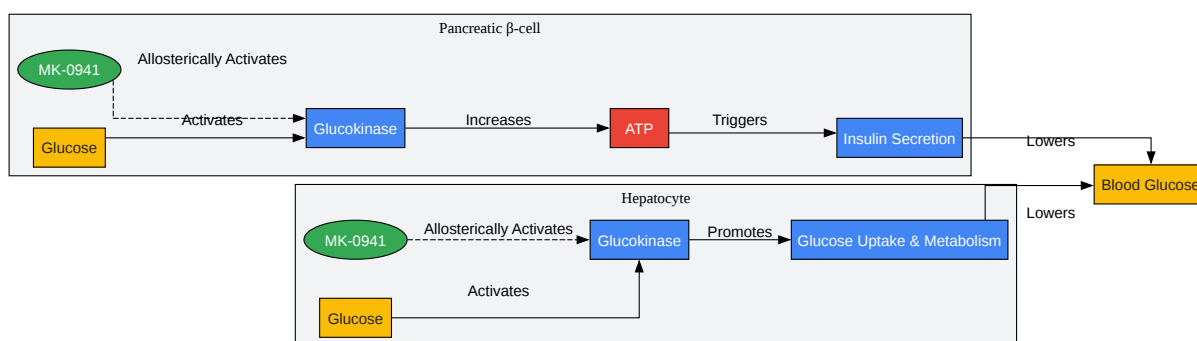 Pancreatic β-cell
MK-0941
Allosterically Activates
Glucose
Activates
Glucokinase
Increases
ATP
Triggers
Insulin Secretion
Lowers
Blood Glucose
Hepatocyte
MK-0941
Allosterically Activates
Glucokinase
Promotes
Glucose Uptake & Metabolism
Lowers
Glucose
Activates